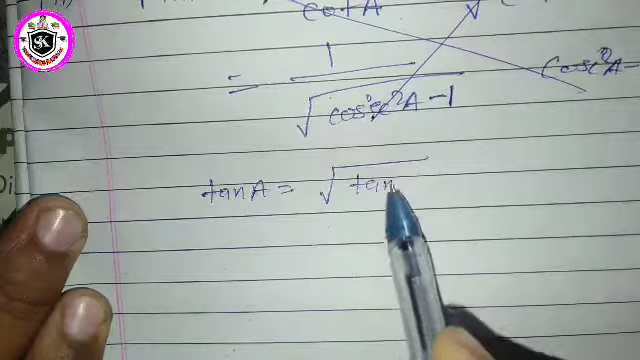 cotA
1
= √cosec²A-1
cosec²A=
tanA = √tan